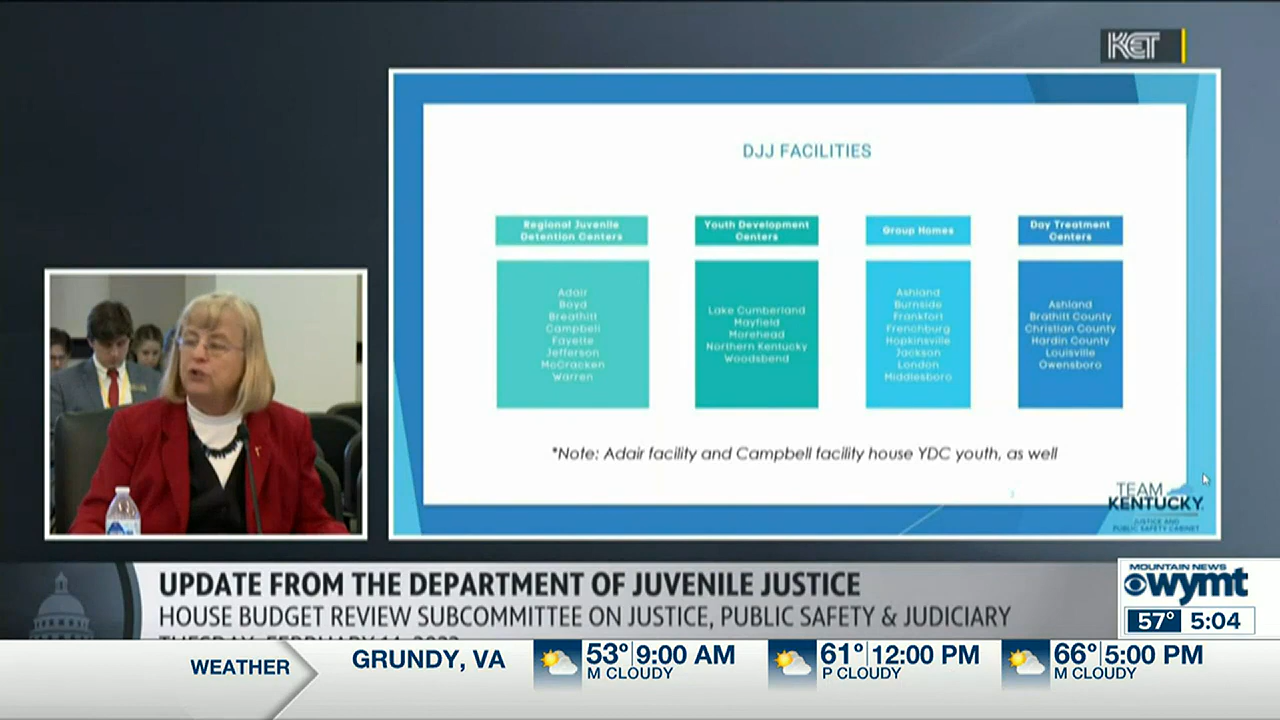 KET
DJJ FACILITIES
Regional Juvenile
Detention Centers
Adair
Boyd
Breathitt
Campbell
Fayette
Jefferson
McCracken
Warren
Youth Development
Centers
Lake Cumberland
Mayfield
Morehead
Northern Kentucky
Woodsbend
Group Homes
Ashland
Burnside
Frankfort
Frenchburg
Hopkinsville
Jackson
London
Middlesboro
Day Treatment
Centers
Ashland
Brathitt County
Christian County
Hardin County
Louisville
Owensboro
*Note: Adair facility and Campbell facility house YDC youth, as well
TEAM
KENTUCKY
JUSTICE AND
PUBLIC SAFETY CABINET
UPDATE FROM THE DEPARTMENT OF JUVENILE JUSTICE
HOUSE BUDGET REVIEW SUBCOMMITTEE ON JUSTICE, PUBLIC SAFETY & JUDICIARY
TUESDAY, FEBRUARY
MOUNTAIN NEWS
wymt
57° 5:04
WEATHER
GRUNDY, VA
53° 9:00 AM
M CLOUDY
61° 12:00 PM
P CLOUDY
66° 5:00 PM
M CLOUDY